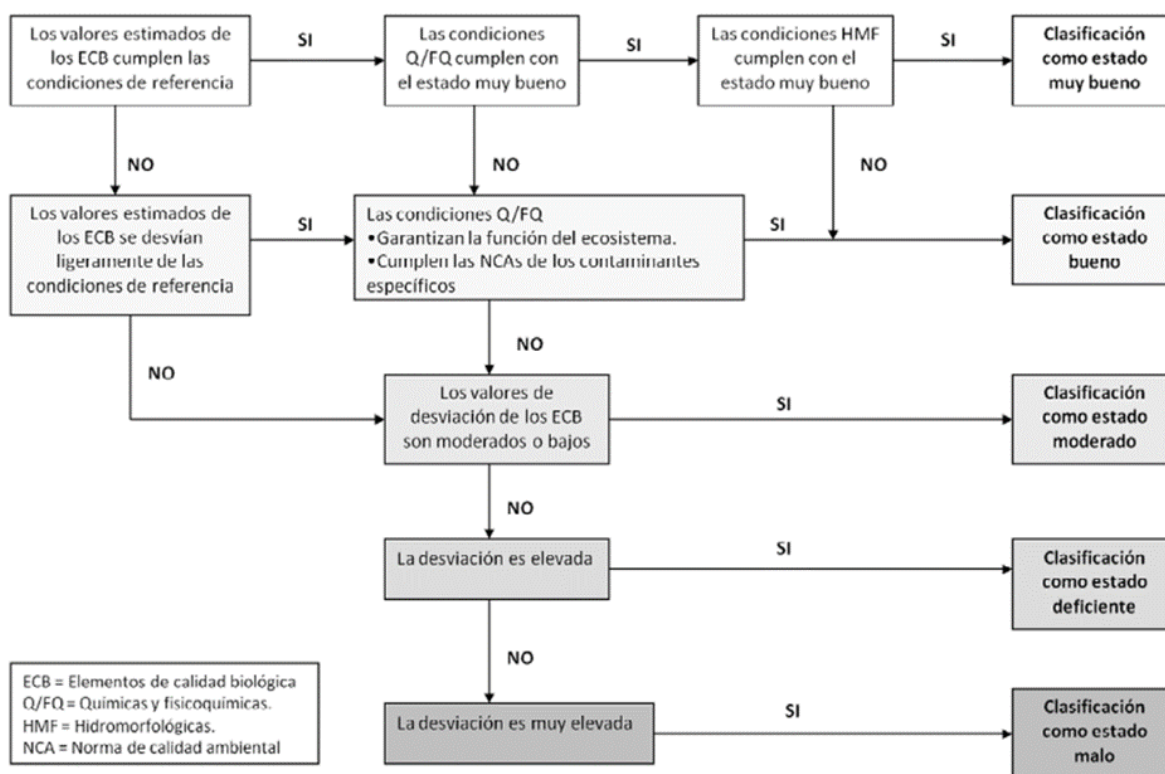 Los valores estimados de
los ECB cumplen las
condiciones de referencia
SI
Las condiciones
Q/FQ cumplen con
el estado muy bueno
SI
Las condiciones HMF
cumplen con el
estado muy bueno
SI
Clasificación
como estado
muy bueno
NO
NO
NO
Los valores estimados de
los ECB se desvían
ligeramente de las
condiciones de referencia
SI
Las condiciones Q/FQ
•Garantizan la función del ecosistema.
•Cumplen las NCAs de los contaminantes
específicos
SI
Clasificación
como estado
bueno
NO
NO
Los valores de
desviación de los ECB
son moderados o bajos
SI
Clasificación
como estado
moderado
NO
La desviación es elevada
SI
Clasificación
como estado
deficiente
NO
La desviación es muy elevada
SI
Clasificación
como estado
malo
ECB = Elementos de calidad biológica
Q/FQ = Químicas y fisicoquímicas.
HMF = Hidromorfológicas.
NCA = Norma de calidad ambiental